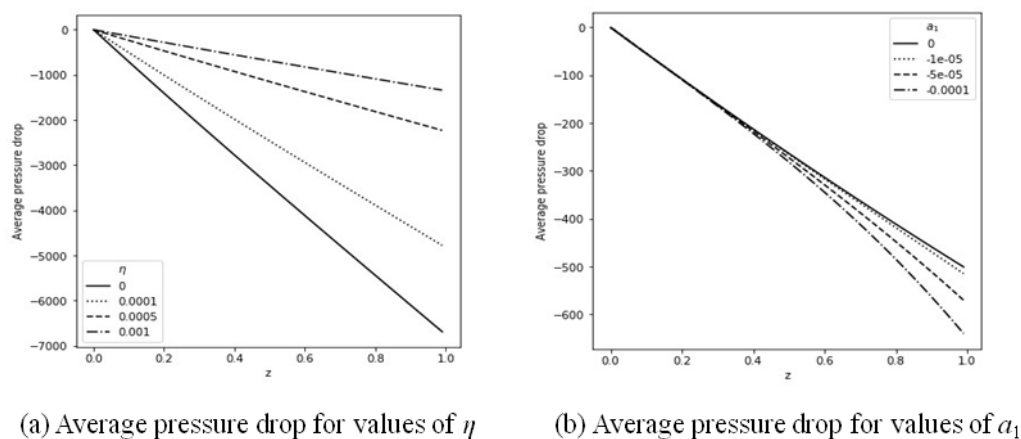 0
−1000
−2000
−3000
−4000
−5000
−6000
−7000
Average pressure drop
η
0
0.0001
0.0005
0.001
0.0 0.2 0.4 0.6 0.8 1.0
z
0
−100
−200
−300
−400
−500
−600
Average pressure drop
a₁
0
-1e-05
-5e-05
-0.0001
0.0 0.2 0.4 0.6 0.8 1.0
z
(a) Average pressure drop for values of η
(b) Average pressure drop for values of a₁